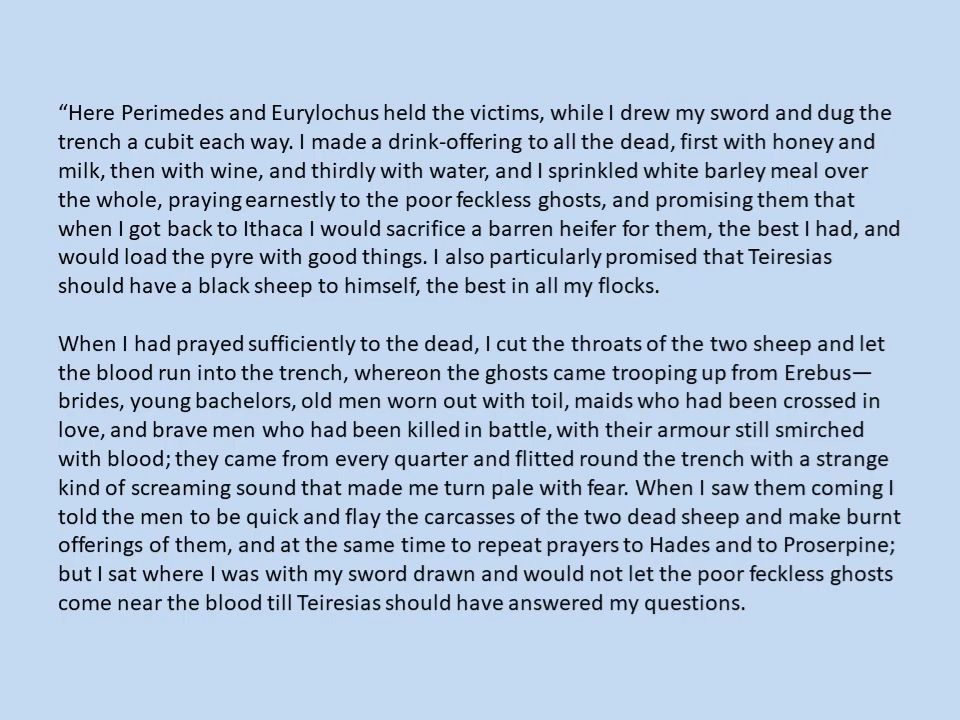 “Here Perimedes and Eurylochus held the victims, while I drew my sword and dug the
trench a cubit each way. I made a drink-offering to all the dead, first with honey and
milk, then with wine, and thirdly with water, and I sprinkled white barley meal over
the whole, praying earnestly to the poor feckless ghosts, and promising them that
when I got back to Ithaca I would sacrifice a barren heifer for them, the best I had, and
would load the pyre with good things. I also particularly promised that Teiresias
should have a black sheep to himself, the best in all my flocks.

When I had prayed sufficiently to the dead, I cut the throats of the two sheep and let
the blood run into the trench, whereon the ghosts came trooping up from Erebus—
brides, young bachelors, old men worn out with toil, maids who had been crossed in
love, and brave men who had been killed in battle, with their armour still smirched
with blood; they came from every quarter and flitted round the trench with a strange
kind of screaming sound that made me turn pale with fear. When I saw them coming I
told the men to be quick and flay the carcasses of the two dead sheep and make burnt
offerings of them, and at the same time to repeat prayers to Hades and to Proserpine;
but I sat where I was with my sword drawn and would not let the poor feckless ghosts
come near the blood till Teiresias should have answered my questions.